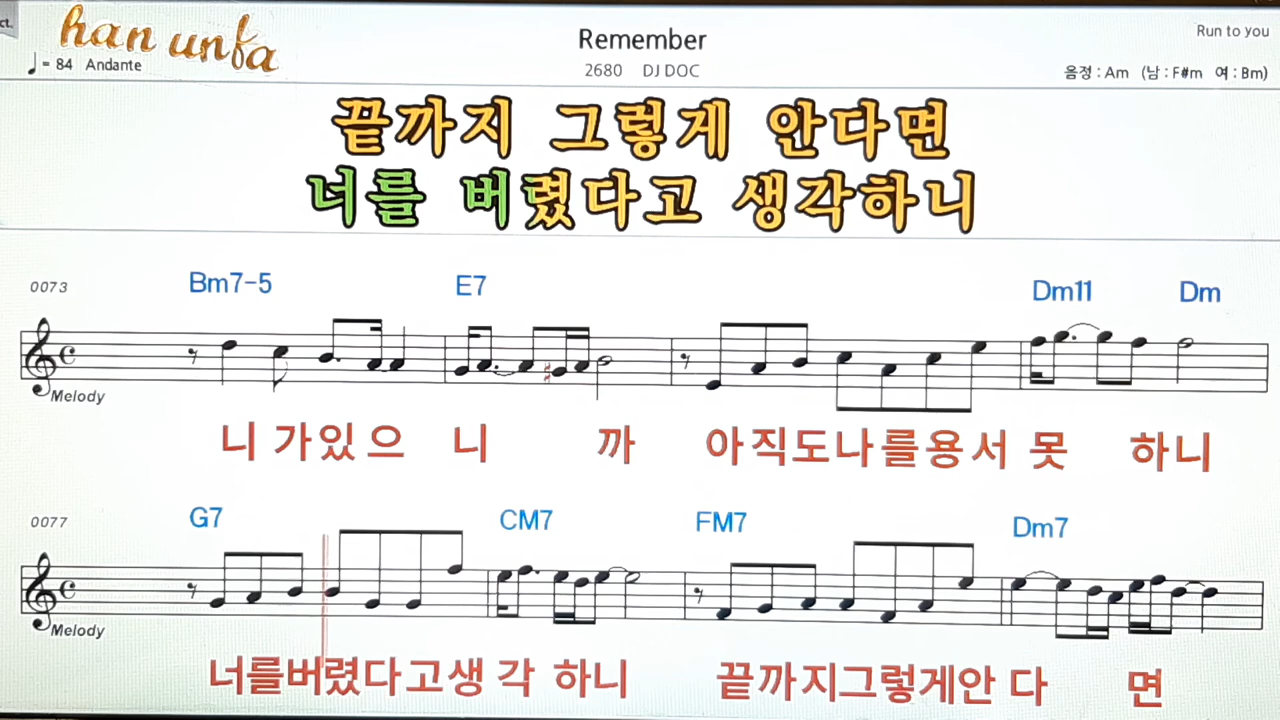 ct.
han unfa
Remember
Run to you
♩= 84 Andante
2680 DJ DOC
음정 : Am (남 : F#m 여 : Bm)
끝까지 그렇게 안다면
너를 버렸다고 생각하니
0073
Bm7-5 E7 Dm11 Dm
Melody
니 가있 으 니 까 아직도나를용서 못 하니
0077
G7 CM7 FM7 Dm7
Melody
너를버렸다고생 각 하니 끝까지그렇게안 다 면